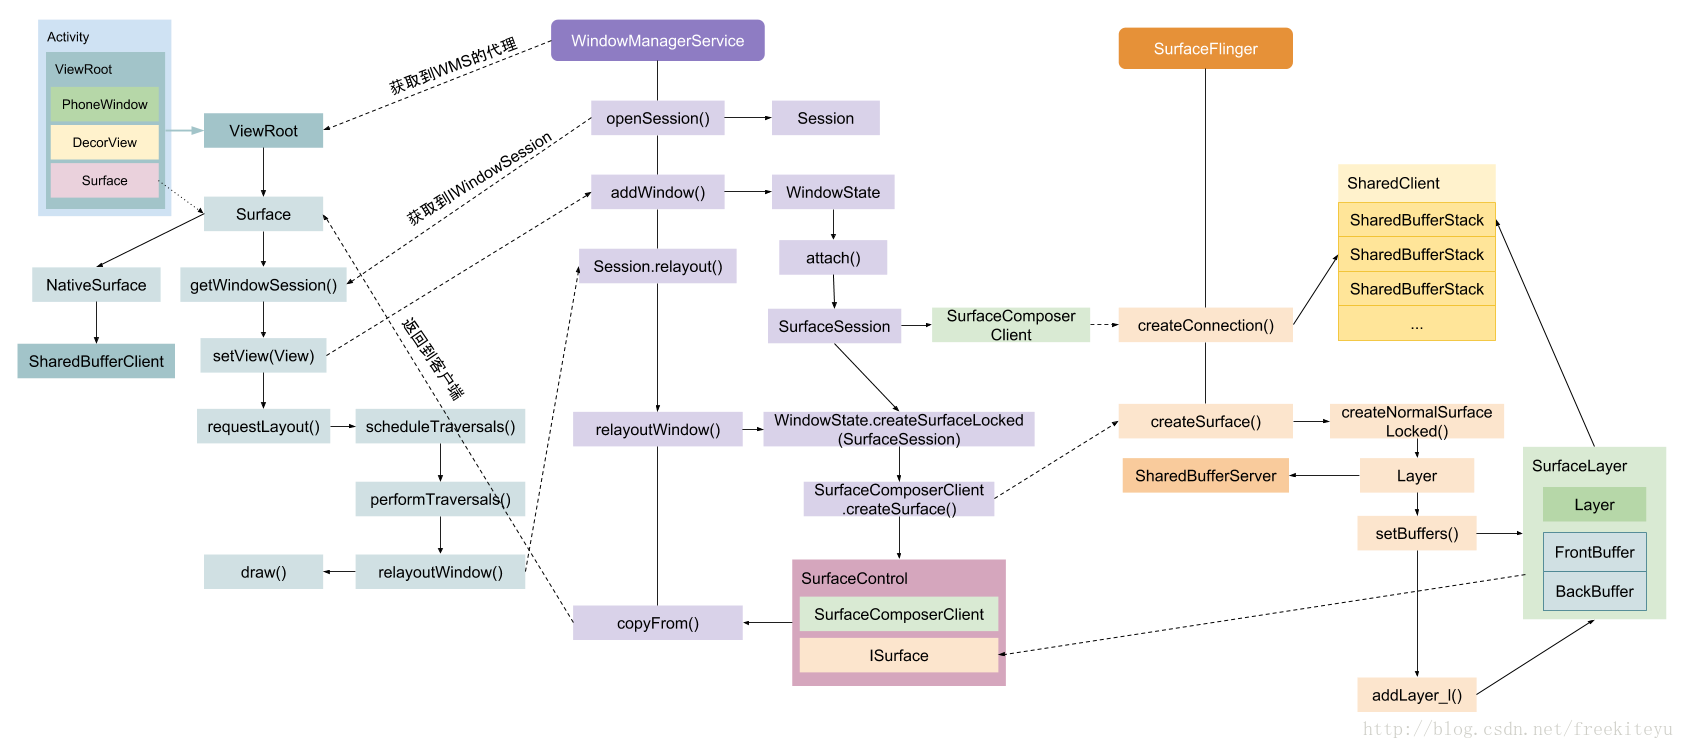 Activity
ViewRoot
PhoneWindow
DecorView
Surface
ViewRoot
Surface
NativeSurface
SharedBufferClient
getWindowSession()
setView(View)
requestLayout()
scheduleTraversals()
performTraversals()
relayoutWindow()
draw()
获取到WMS的代理
获取到IWindowSession
返回到客户端
WindowManagerService
openSession()
Session
addWindow()
WindowState
attach()
Session.relayout()
SurfaceSession
SurfaceComposer
Client
relayoutWindow()
WindowState.createSurfaceLocked
(SurfaceSession)
SurfaceComposerClient
.createSurface()
SurfaceControl
SurfaceComposerClient
ISurface
copyFrom()
SurfaceFlinger
createConnection()
SharedClient
SharedBufferStack
SharedBufferStack
SharedBufferStack
...
createSurface()
createNormalSurface
Locked()
SharedBufferServer
Layer
setBuffers()
addLayer_l()
SurfaceLayer
Layer
FrontBuffer
BackBuffer
http://blog.csdn.net/freekiteyu